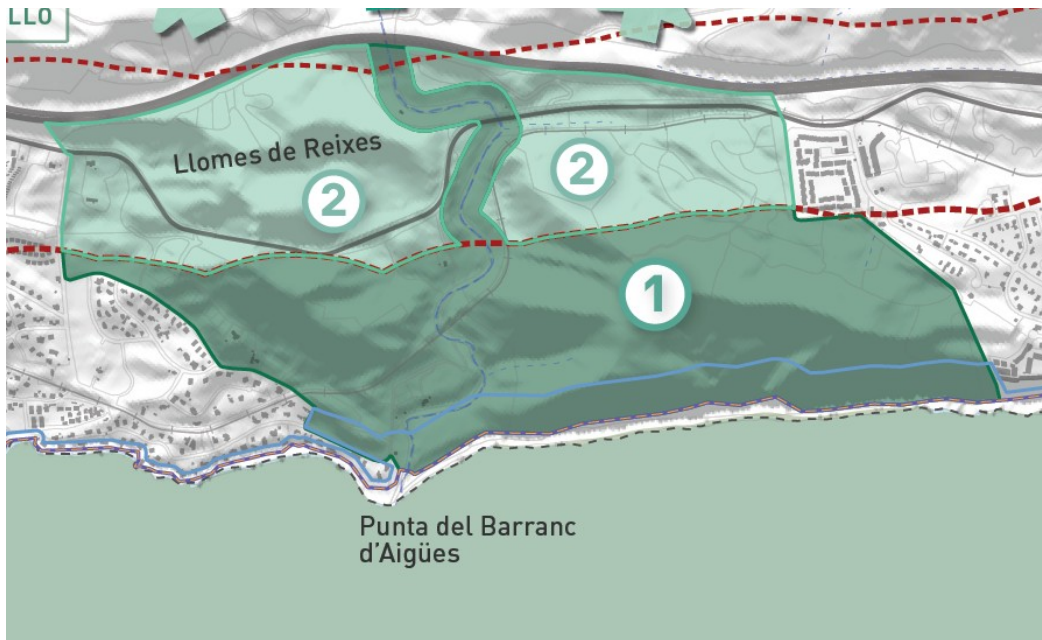 LLO
Llomes de Reixes
2
2
1
Punta del Barranc
d'Aigües